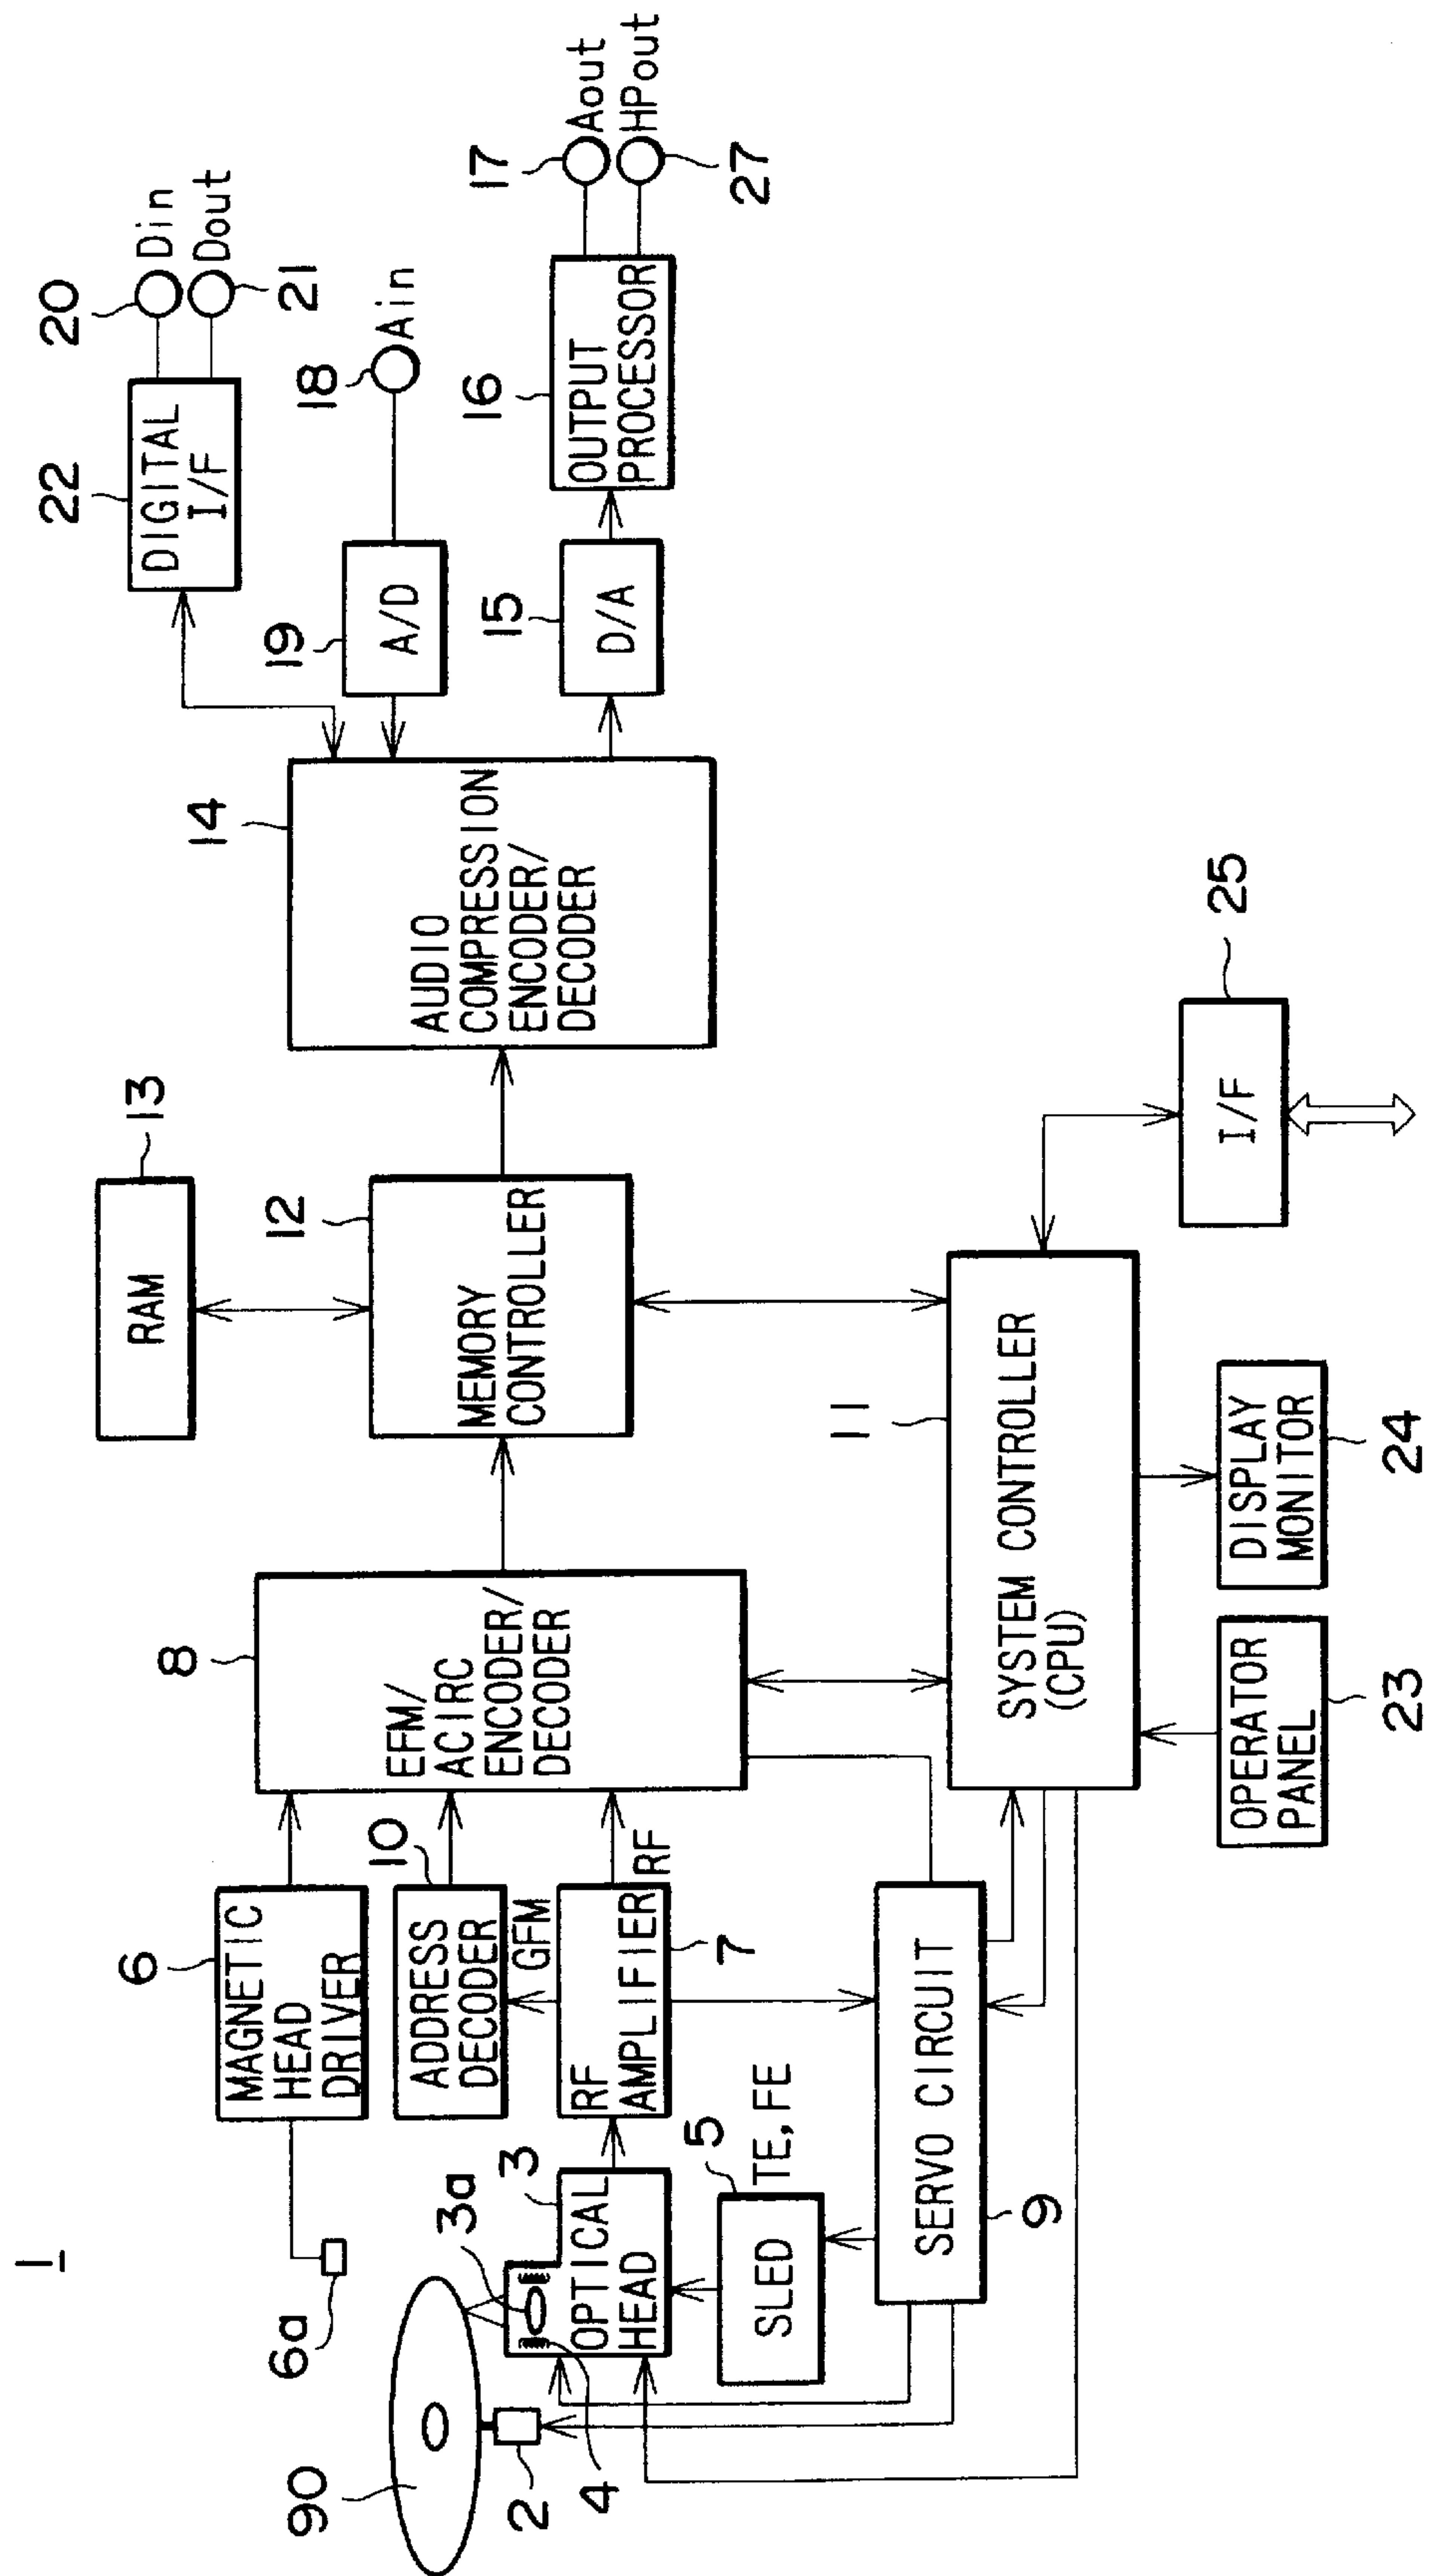 1
90
2
4
3a
3
OPTICAL
HEAD
6a
6
MAGNETIC
HEAD
DRIVER
10
ADDRESS
DECODER
GFM
RF
AMPLIFIER
RF
7
5
SLED
TE, FE
SERVO CIRCUIT
9
8
EFM/
ACIRC
ENCODER/
DECODER
13
RAM
12
MEMORY
CONTROLLER
11
SYSTEM CONTROLLER
(CPU)
OPERATOR
PANEL
23
DISPLAY
MONITOR
24
25
I/F
14
AUDIO
COMPRESSION
ENCODER/
DECODER
22
DIGITAL
I/F
20
Din
Dout
21
19
A/D
18
Ain
15
D/A
16
OUTPUT
PROCESSOR
17
Aout
HPout
27